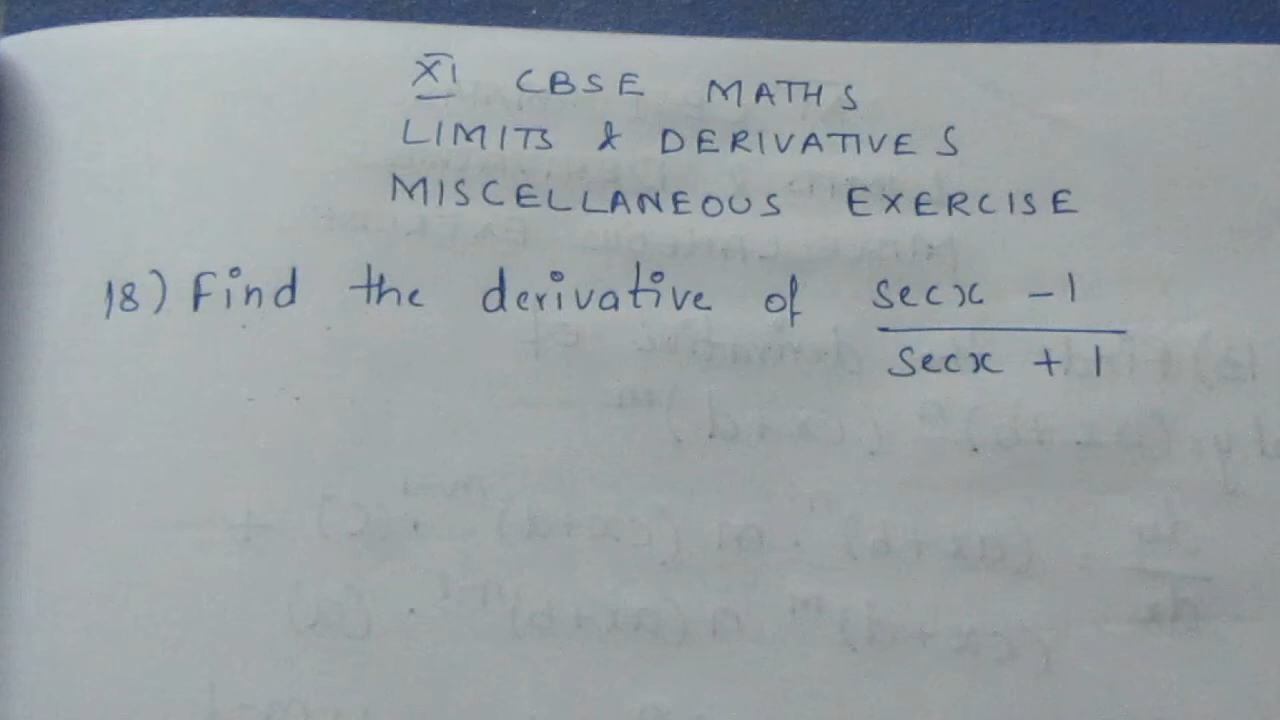 XI CBSE MATHS
LIMITS & DERIVATIVES
MISCELLANEOUS EXERCISE
18) Find the derivative of secx - 1
secx + 1